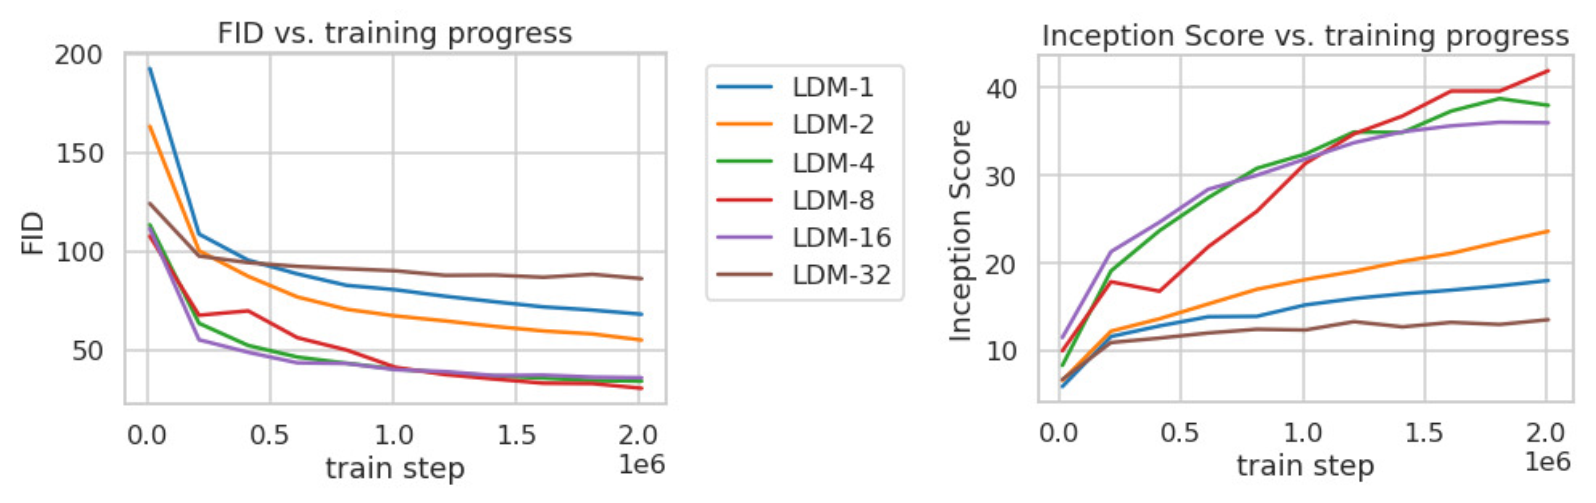 FID vs. training progress
200
150
100
50
FID
0.0 0.5 1.0 1.5 2.0
1e6
train step
LDM-1
LDM-2
LDM-4
LDM-8
LDM-16
LDM-32
Inception Score vs. training progress
40
30
20
10
Inception Score
0.0 0.5 1.0 1.5 2.0
1e6
train step